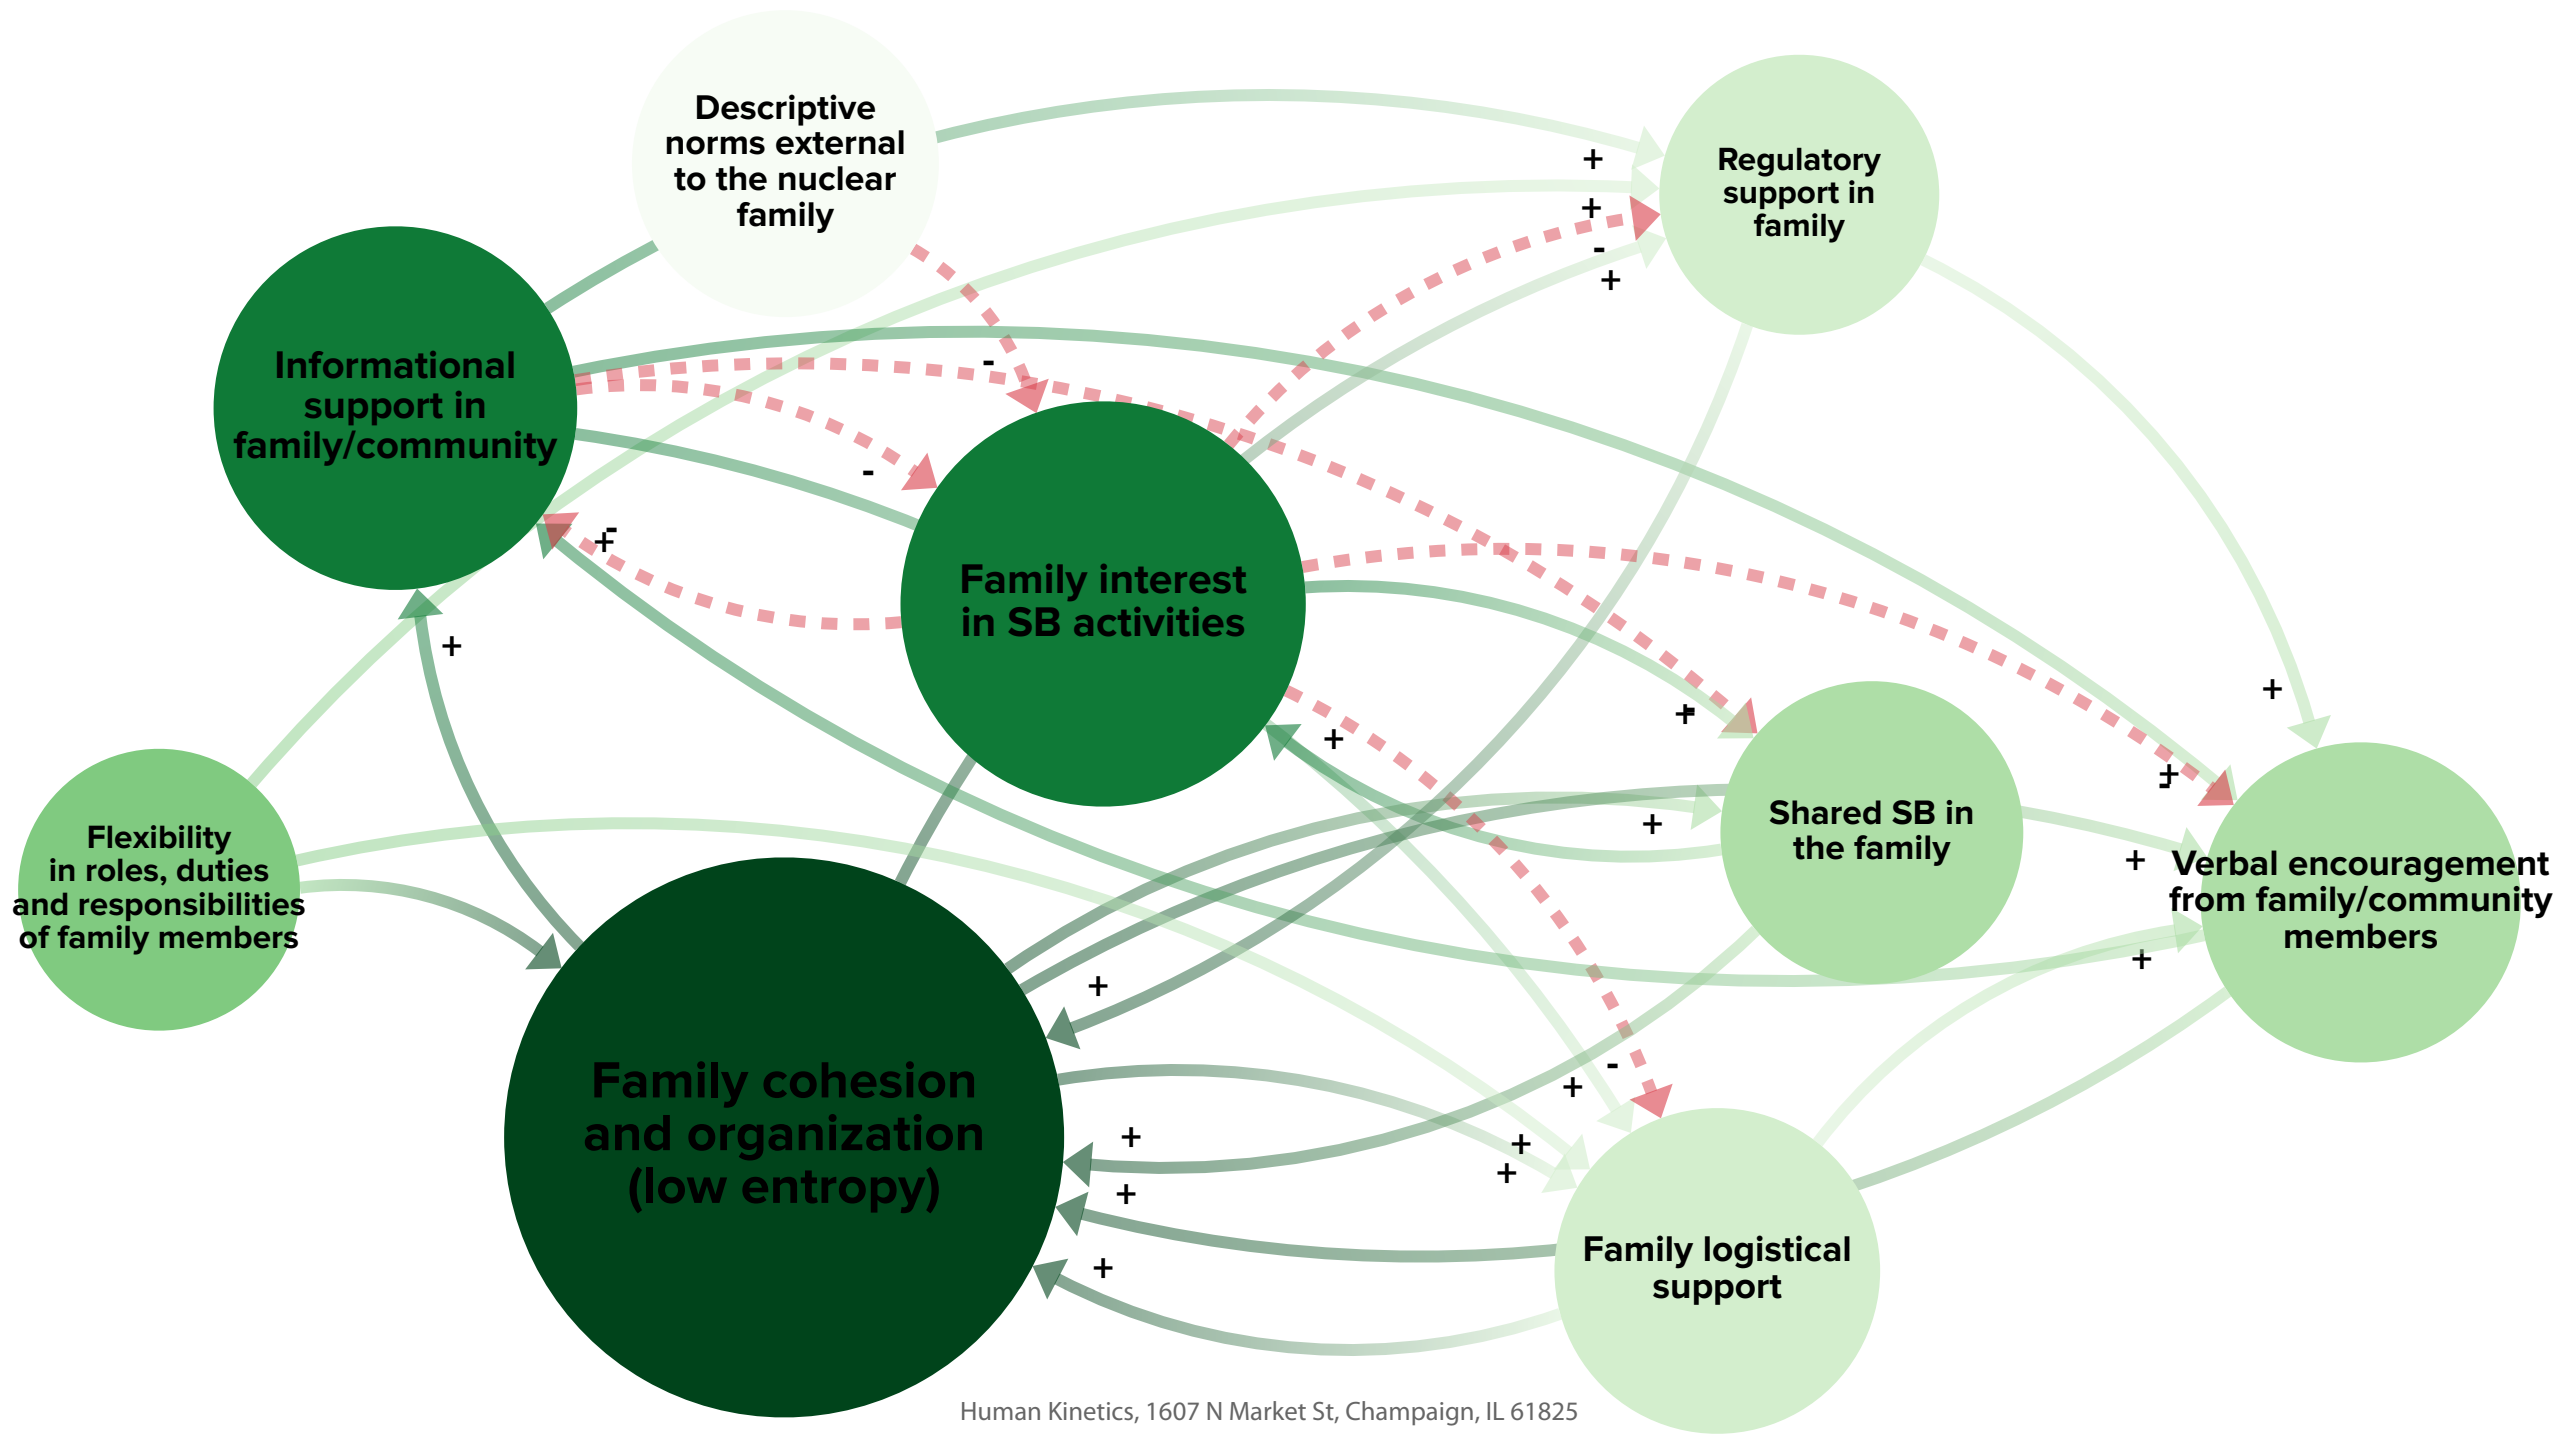 Descriptive
norms external
to the nuclear
family
Regulatory
support in
family
+
+
-
+
Informational
support in
family/community
-
-
-
+
Family interest
in SB activities
+
+
-
+
+
+
-
Flexibility
in roles, duties
and responsibilities
of family members
Shared SB in
the family
+
+
Verbal encouragement
from family/community
members
+
+
Family cohesion
and organization
(low entropy)
-
+
+
+
+
+
+
Family logistical
support
Human Kinetics, 1607 N Market St, Champaign, IL 61825